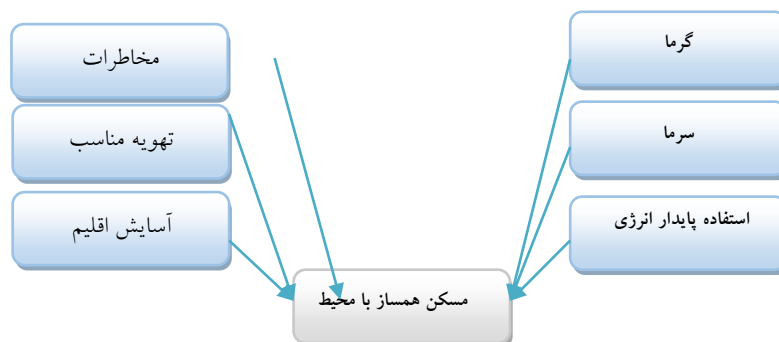 گرما
مخاطرات
سرما
تهویه مناسب
استفاده پایدار انرژی
آسایش اقلیم
مسکن همساز با محیط